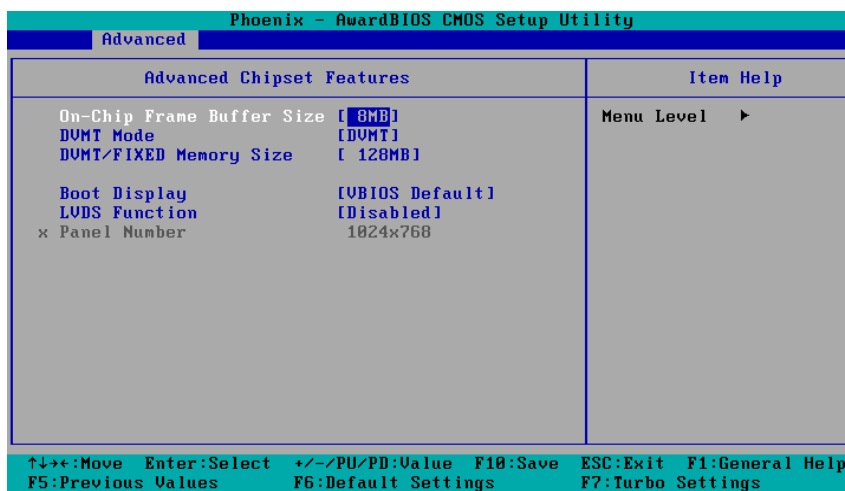 Phoenix - AwardBIOS CMOS Setup Utility
Advanced
Advanced Chipset Features
Item Help
On-Chip Frame Buffer Size [ 8MB]
Menu Level ▶
DVMT Mode [DVMT]
DVMT/FIXED Memory Size [ 128MB]
Boot Display [VBIOS Default]
LVDS Function [Disabled]
x Panel Number 1024x768
↑↓→←:Move Enter:Select +/-/PU/PD:Value F10:Save ESC:Exit F1:General Help
F5:Previous Values F6:Default Settings F7:Turbo Settings